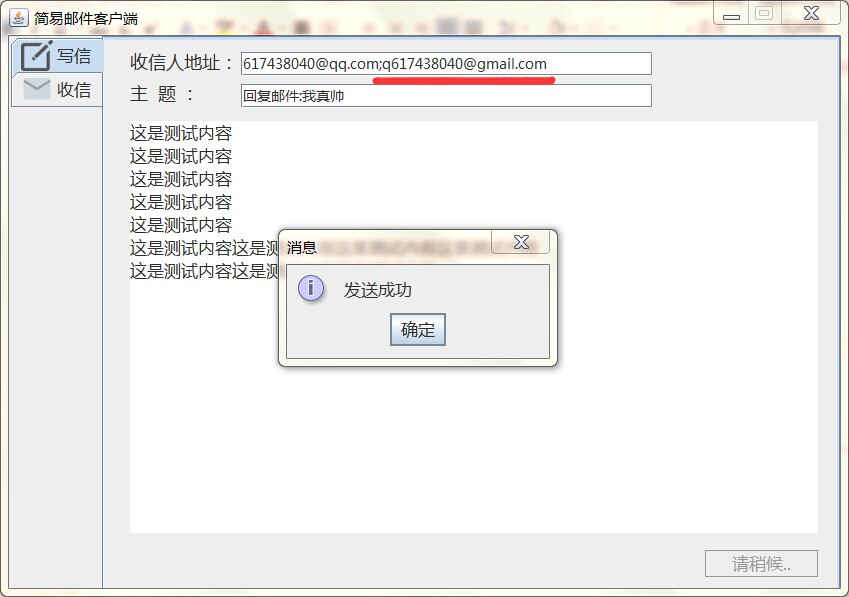 简易邮件客户端
写信
收信
收信人地址：
617438040@qq.com;q617438040@gmail.com
主 题 ：
回复邮件:我真帅
这是测试内容
这是测试内容
这是测试内容
这是测试内容
这是测试内容
这是测试内容这是测
这是测试内容这是测
消息
发送成功
确定
请稍候..